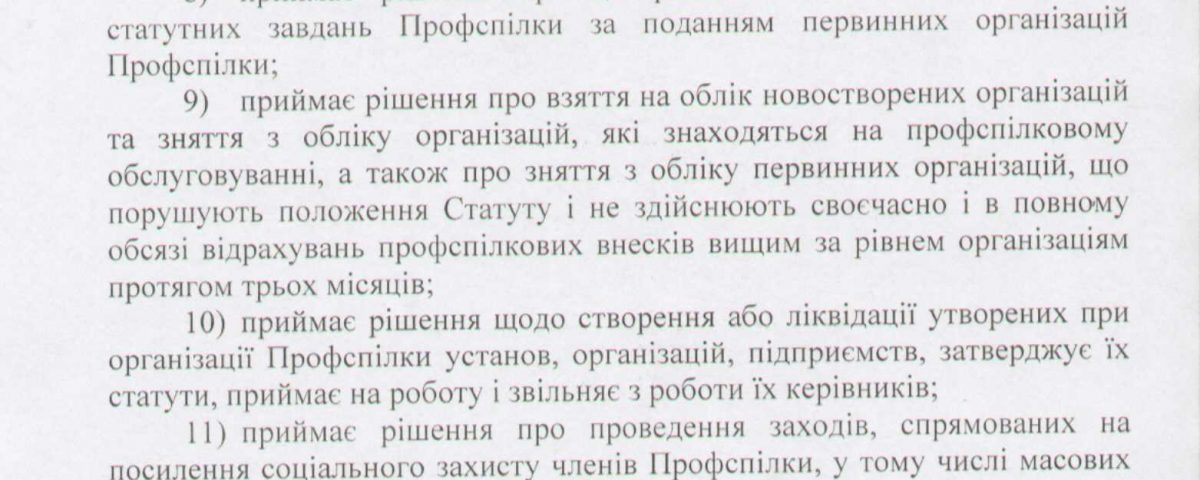 статутних завдань Профспілки за поданням первинних організацій
Профспілки;
9) приймає рішення про взяття на облік новостворених організацій
та зняття з обліку організацій, які знаходяться на профспілковому
обслуговуванні, а також про зняття з обліку первинних організацій, що
порушують положення Статуту і не здійснюють своєчасно і в повному
обсязі відрахувань профспілкових внесків вищим за рівнем організаціям
протягом трьох місяців;
10) приймає рішення щодо створення або ліквідації утворених при
організації Профспілки установ, організацій, підприємств, затверджує їх
статути, приймає на роботу і звільняє з роботи їх керівників;
11) приймає рішення про проведення заходів, спрямованих на
посилення соціального захисту членів Профспілки, у тому числі масових